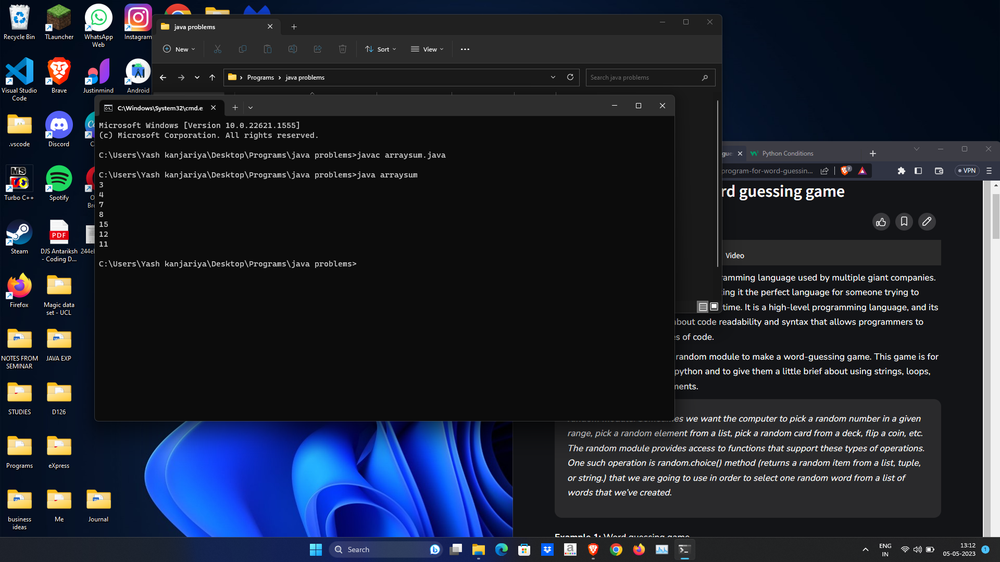 Recycle Bin
TLauncher
WhatsApp
Web
Instagram
Visual Studio
Code
Brave
Justinmind
Android
.vscode
Discord
Turbo C++
Spotify
Steam
DJS Antariksh
- Coding D...
Firefox
Magic data
set - UCL
NOTES FROM
SEMINAR
JAVA EXP
STUDIES
D126
Programs
eXpress
business
ideas
Me
Journal
java problems
New
Sort
View
Programs
java problems
Search java problems
C:\Windows\System32\cmd.e
Microsoft Windows [Version 10.0.22621.1555]
(c) Microsoft Corporation. All rights reserved.
C:\Users\Yash kanjariya\Desktop\Programs\java problems>javac arraysum.java
C:\Users\Yash kanjariya\Desktop\Programs\java problems>java arraysum
3
4
7
8
15
12
11
C:\Users\Yash kanjariya\Desktop\Programs\java problems>
Python Conditions
program-for-word-guessin...
VPN
guessing game
Video
language used by multiple giant companies.
it the perfect language for someone trying to
time. It is a high-level programming language, and its
about code readability and syntax that allows programmers to
of code.
random module to make a word-guessing game. This game is for
python and to give them a little brief about using strings, loops,
we want the computer to pick a random number in a given
range, pick a random element from a list, pick a random card from a deck, flip a coin, etc.
The random module provides access to functions that support these types of operations.
One such operation is random.choice() method (returns a random item from a list, tuple,
or string.) that we are going to use in order to select one random word from a list of
words that we've created.
Example 1: Word guessing game
Search
ENG
IN
13:12
05-05-2023
1